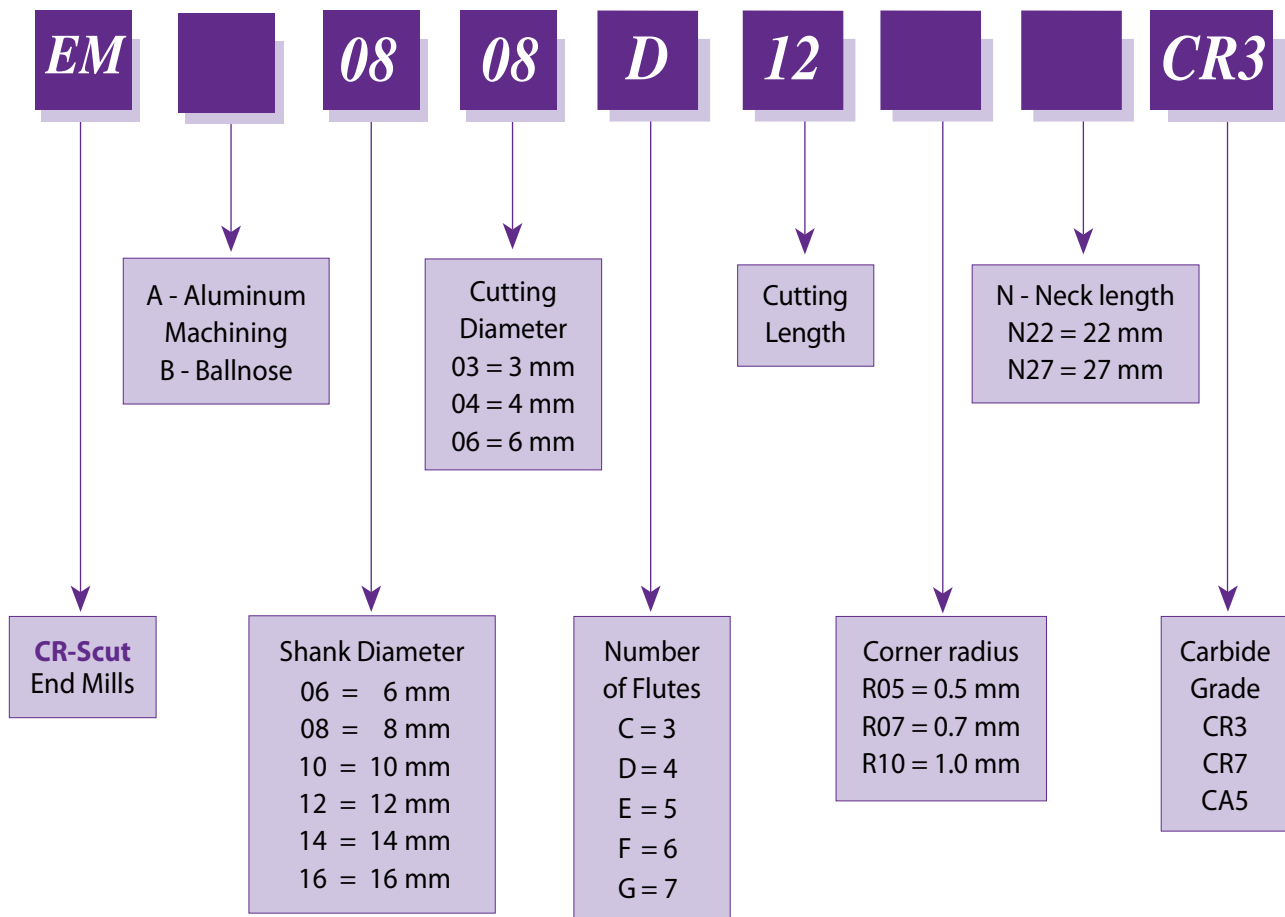 EM 08 08 D 12 CR3
A - Aluminum
Machining
B - Ballnose
Cutting
Diameter
03 = 3 mm
04 = 4 mm
06 = 6 mm
Cutting
Length
N - Neck length
N22 = 22 mm
N27 = 27 mm
CR-Scut
End Mills
Shank Diameter
06 = 6 mm
08 = 8 mm
10 = 10 mm
12 = 12 mm
14 = 14 mm
16 = 16 mm
Number
of Flutes
C = 3
D = 4
E = 5
F = 6
G = 7
Corner radius
R05 = 0.5 mm
R07 = 0.7 mm
R10 = 1.0 mm
Carbide
Grade
CR3
CR7
CA5